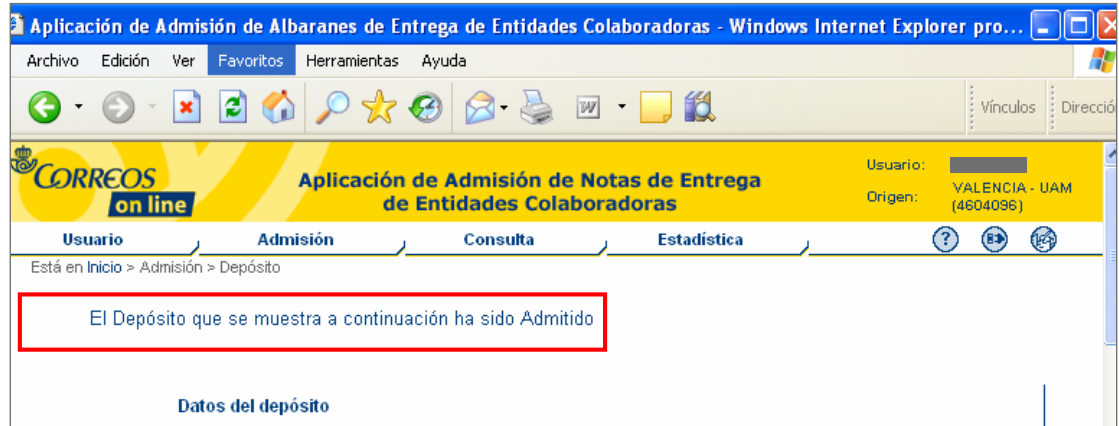 Aplicación de Admisión de Albaranes de Entrega de Entidades Colaboradoras - Windows Internet Explorer pro...
Archivo Edición Ver Favoritos Herramientas Ayuda
Vínculos Direcció
CORREOS
on line
Aplicación de Admisión de Notas de Entrega
de Entidades Colaboradoras
Usuario:
Origen: VALENCIA - UAM
(4604096)
Usuario Admisión Consulta Estadística
Está en Inicio > Admisión > Depósito
El Depósito que se muestra a continuación ha sido Admitido
Datos del depósito